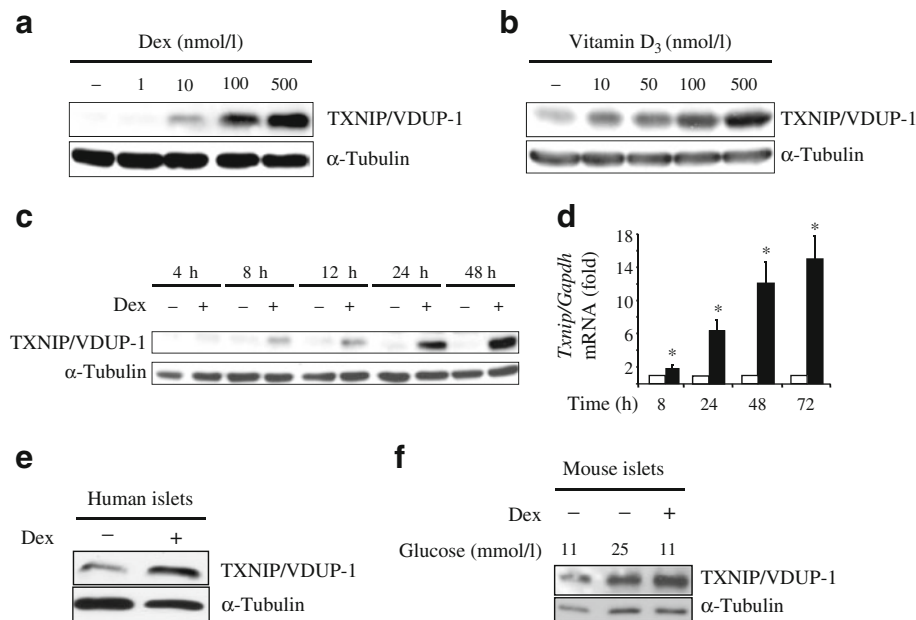 a
Dex (nmol/l)
– 1 10 100 500
TXNIP/VDUP-1
α-Tubulin
b
Vitamin D3 (nmol/l)
– 10 50 100 500
TXNIP/VDUP-1
α-Tubulin
c
4 h 8 h 12 h 24 h 48 h
Dex – + – + – + – + – +
TXNIP/VDUP-1
α-Tubulin
d
Txnip/Gapdh
mRNA (fold)
18
14
10
6
2
* * * *
Time (h) 8 24 48 72
e
Human islets
Dex – +
TXNIP/VDUP-1
α-Tubulin
f
Mouse islets
Dex – – +
Glucose (mmol/l) 11 25 11
TXNIP/VDUP-1
α-Tubulin